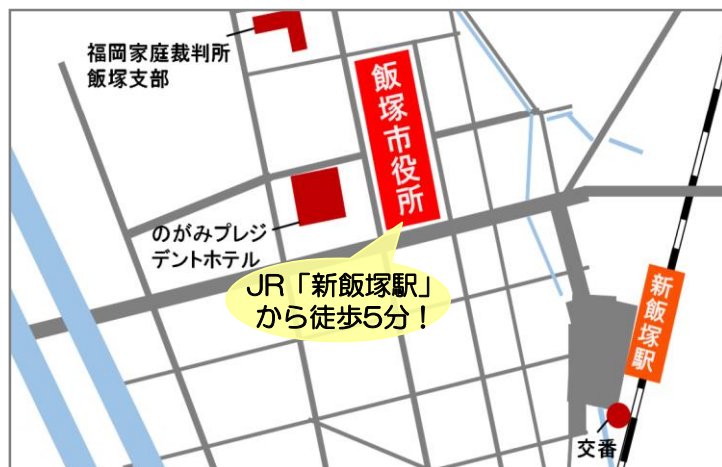 福岡家庭裁判所
飯塚支部
飯塚市役所
のがみプレジ
デントホテル
JR「新飯塚駅」
から徒歩5分！
新飯塚駅
交番